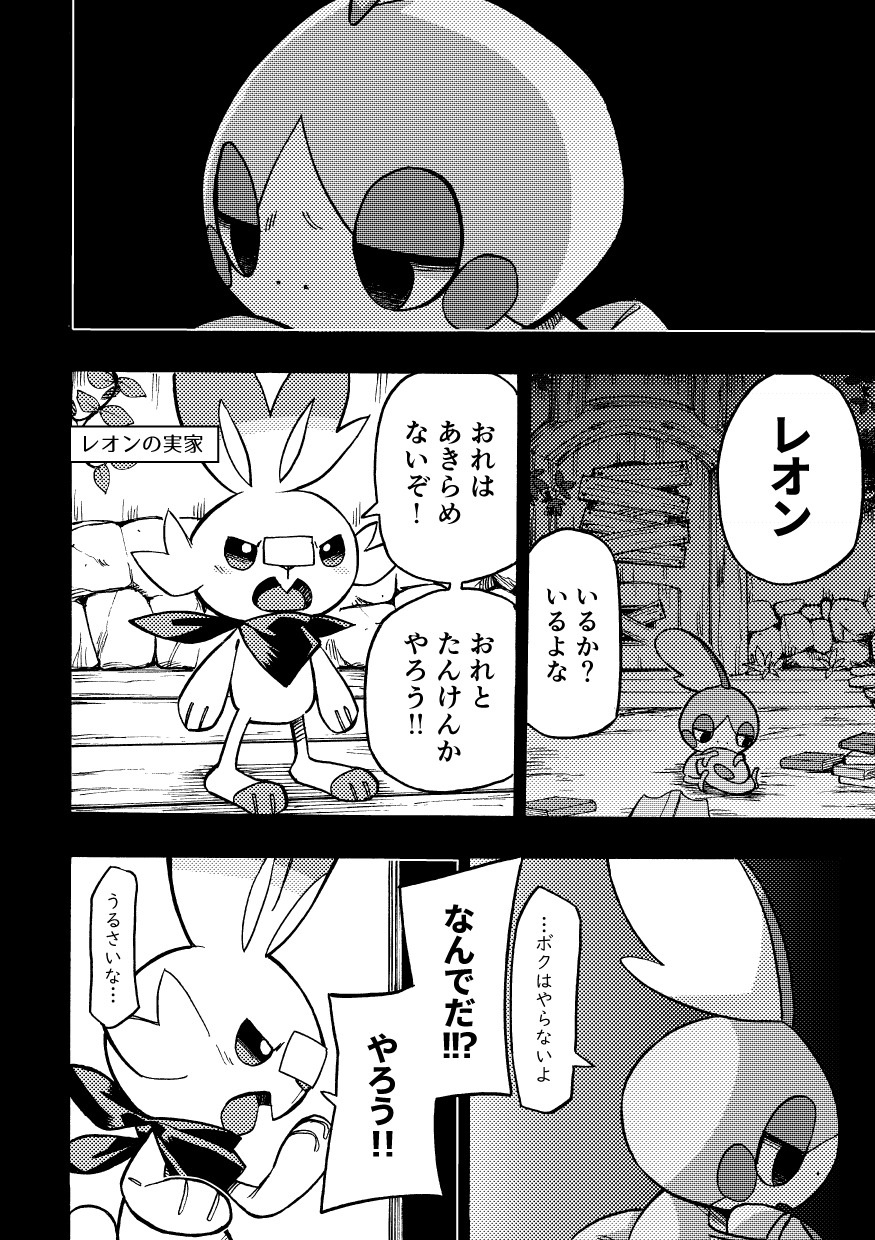 レオン
いるか?
いるよな
おれは
あきらめ
ないぞ!
おれと
たんけんか
やろう!!
レオンの実家
…ボクはやらないよ
なんでだ!!?
やろう!!
うるさいな…